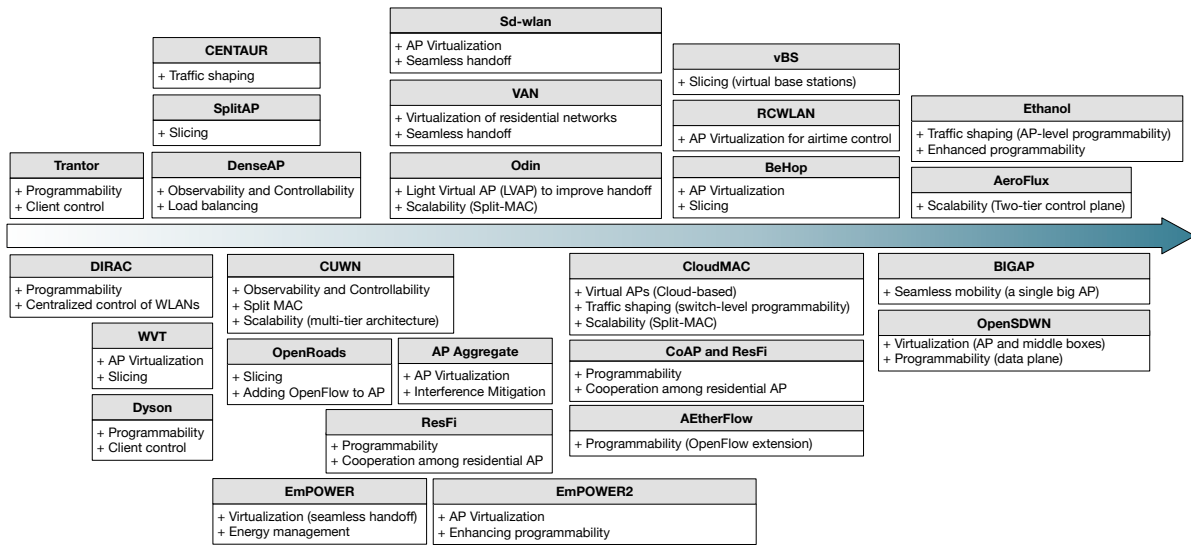 Sd-wlan
+ AP Virtualization
+ Seamless handoff
CENTAUR
+ Traffic shaping
vBS
+ Slicing (virtual base stations)
VAN
+ Virtualization of residential networks
+ Seamless handoff
SplitAP
+ Slicing
RCWLAN
+ AP Virtualization for airtime control
Ethanol
+ Traffic shaping (AP-level programmability)
+ Enhanced programmability
Trantor
+ Programmability
+ Client control
DenseAP
+ Observability and Controllability
+ Load balancing
Odin
+ Light Virtual AP (LVAP) to improve handoff
+ Scalability (Split-MAC)
BeHop
+ AP Virtualization
+ Slicing
AeroFlux
+ Scalability (Two-tier control plane)
DIRAC
+ Programmability
+ Centralized control of WLANs
CUWN
+ Observability and Controllability
+ Split MAC
+ Scalability (multi-tier architecture)
CloudMAC
+ Virtual APs (Cloud-based)
+ Traffic shaping (switch-level programmability)
+ Scalability (Split-MAC)
BIGAP
+ Seamless mobility (a single big AP)
WVT
+ AP Virtualization
+ Slicing
OpenRoads
+ Slicing
+ Adding OpenFlow to AP
AP Aggregate
+ AP Virtualization
+ Interference Mitigation
CoAP and ResFi
+ Programmability
+ Cooperation among residential AP
OpenSDWN
+ Virtualization (AP and middle boxes)
+ Programmability (data plane)
Dyson
+ Programmability
+ Client control
ResFi
+ Programmability
+ Cooperation among residential AP
AEtherFlow
+ Programmability (OpenFlow extension)
EmPOWER
+ Virtualization (seamless handoff)
+ Energy management
EmPOWER2
+ AP Virtualization
+ Enhancing programmability